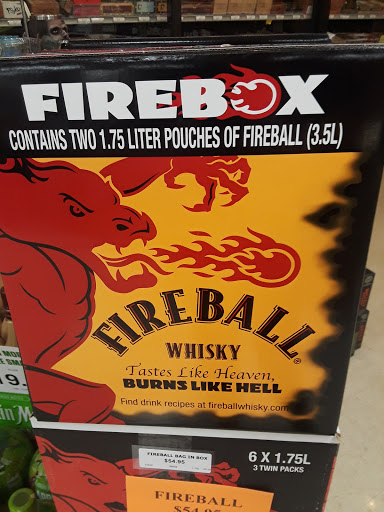 FIREBOX
CONTAINS TWO 1.75 LITER POUCHES OF FIREBALL (3.5L)
FIREBALL
WHISKY
Tastes Like Heaven,
BURNS LIKE HELL
Find drink recipes at fireballwhisky.com
FIREBALL BAG IN BOX
$54.95
6 X 1.75L
3 TWIN PACKS
FIREBALL
$54.95